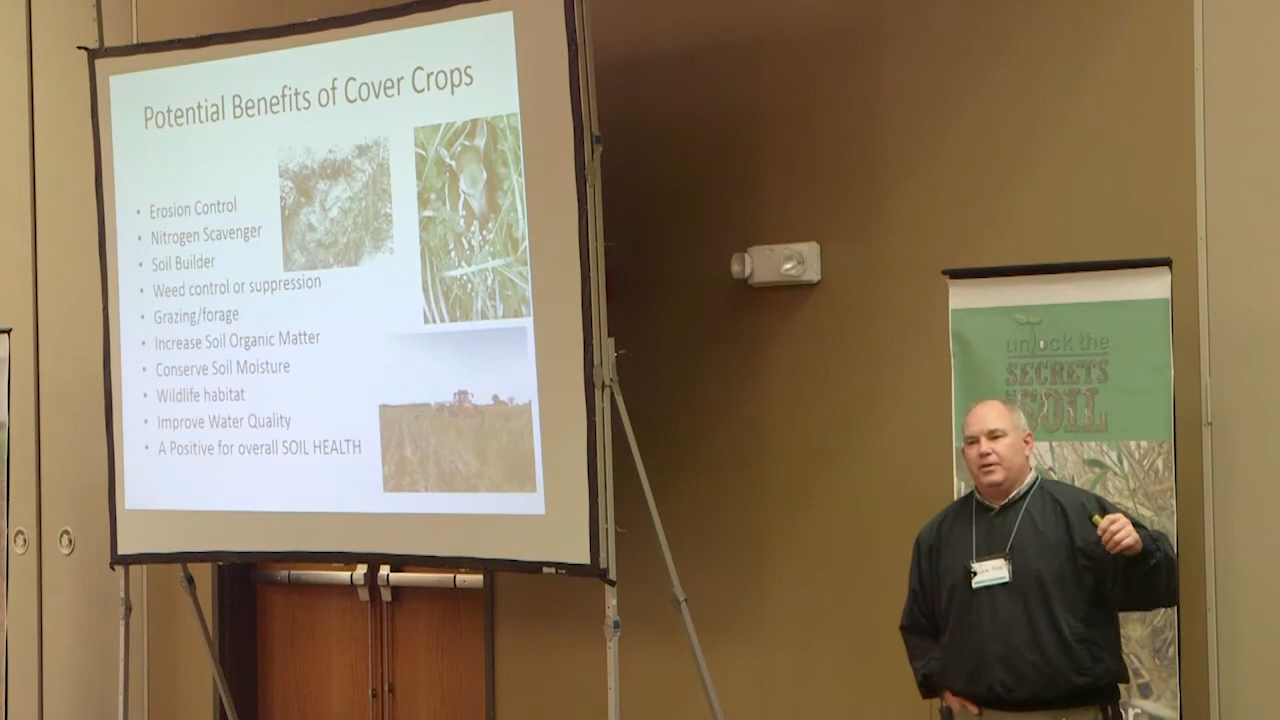 Potential Benefits of Cover Crops
• Erosion Control
• Nitrogen Scavenger
• Soil Builder
• Weed control or suppression
• Grazing/forage
• Increase Soil Organic Matter
• Conserve Soil Moisture
• Wildlife habitat
• Improve Water Quality
• A Positive for overall SOIL HEALTH
unlock the
SECRETS
IN THE
SOIL